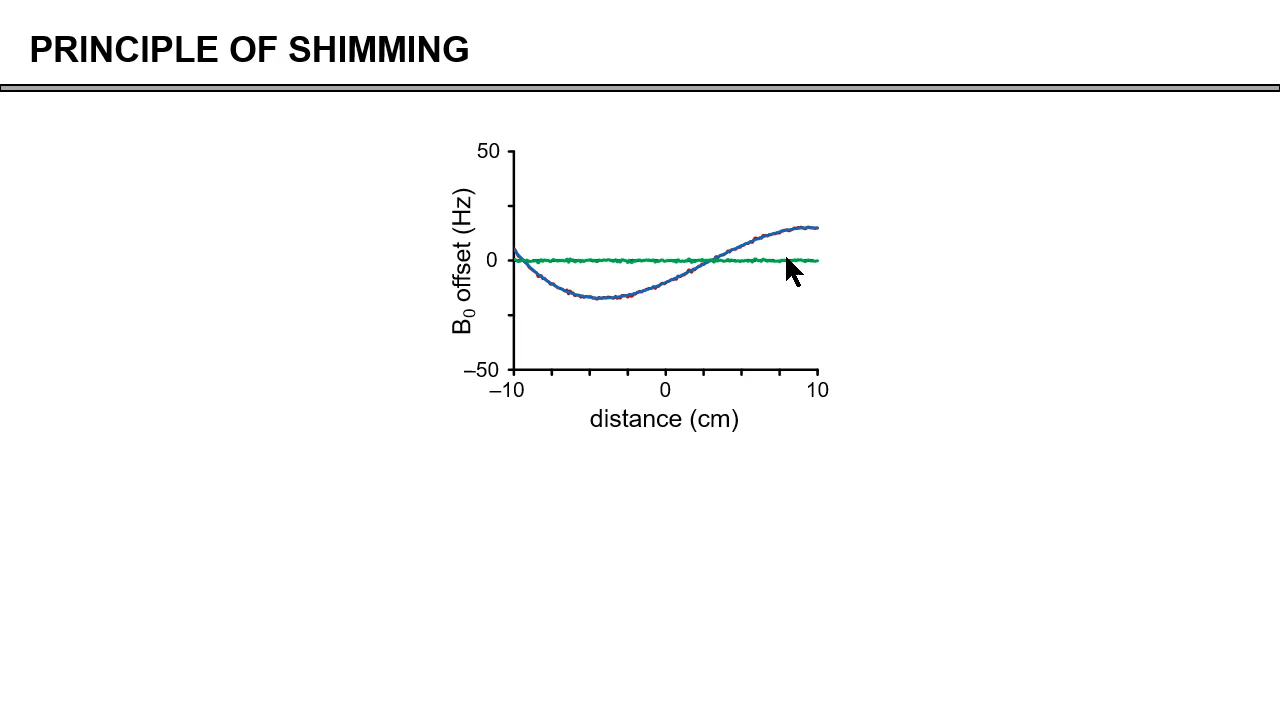 PRINCIPLE OF SHIMMING
50
0
–50
B₀ offset (Hz)
–10 0 10
distance (cm)